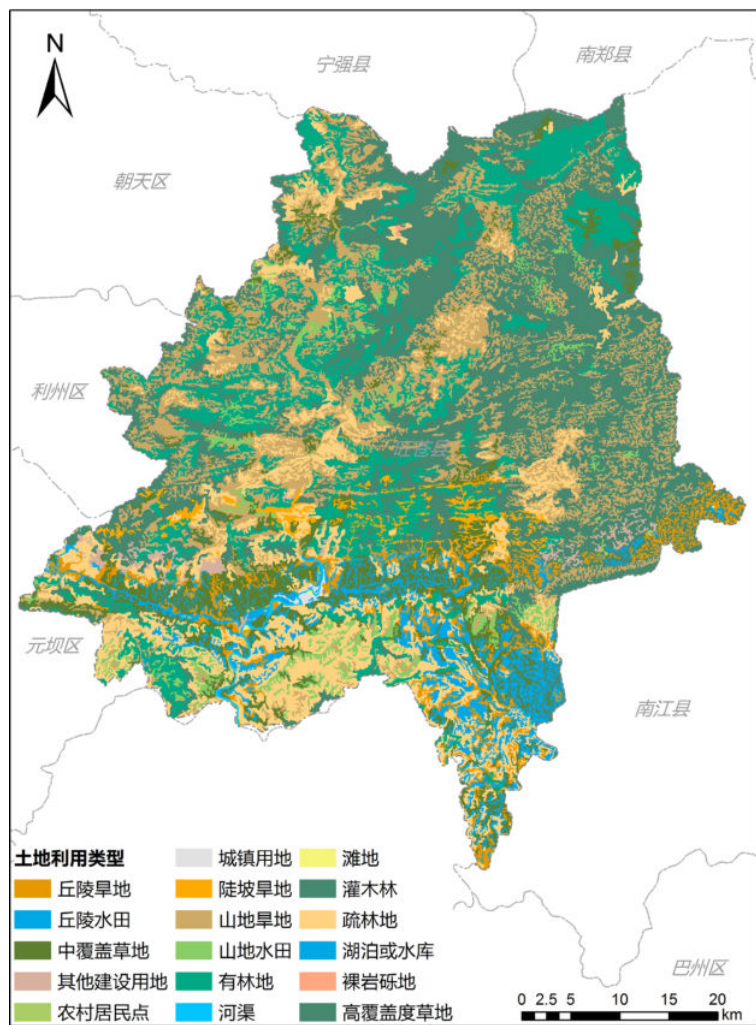 N
宁强县
南郑县
朝天区
利州区
旺苍县
元坝区
南江县
巴州区
土地利用类型
城镇用地
滩地
丘陵旱地
陡坡旱地
灌木林
丘陵水田
山地旱地
疏林地
中覆盖草地
山地水田
湖泊或水库
其他建设用地
有林地
裸岩砾地
农村居民点
河渠
高覆盖度草地
0 2.5 5 10 15 20
km